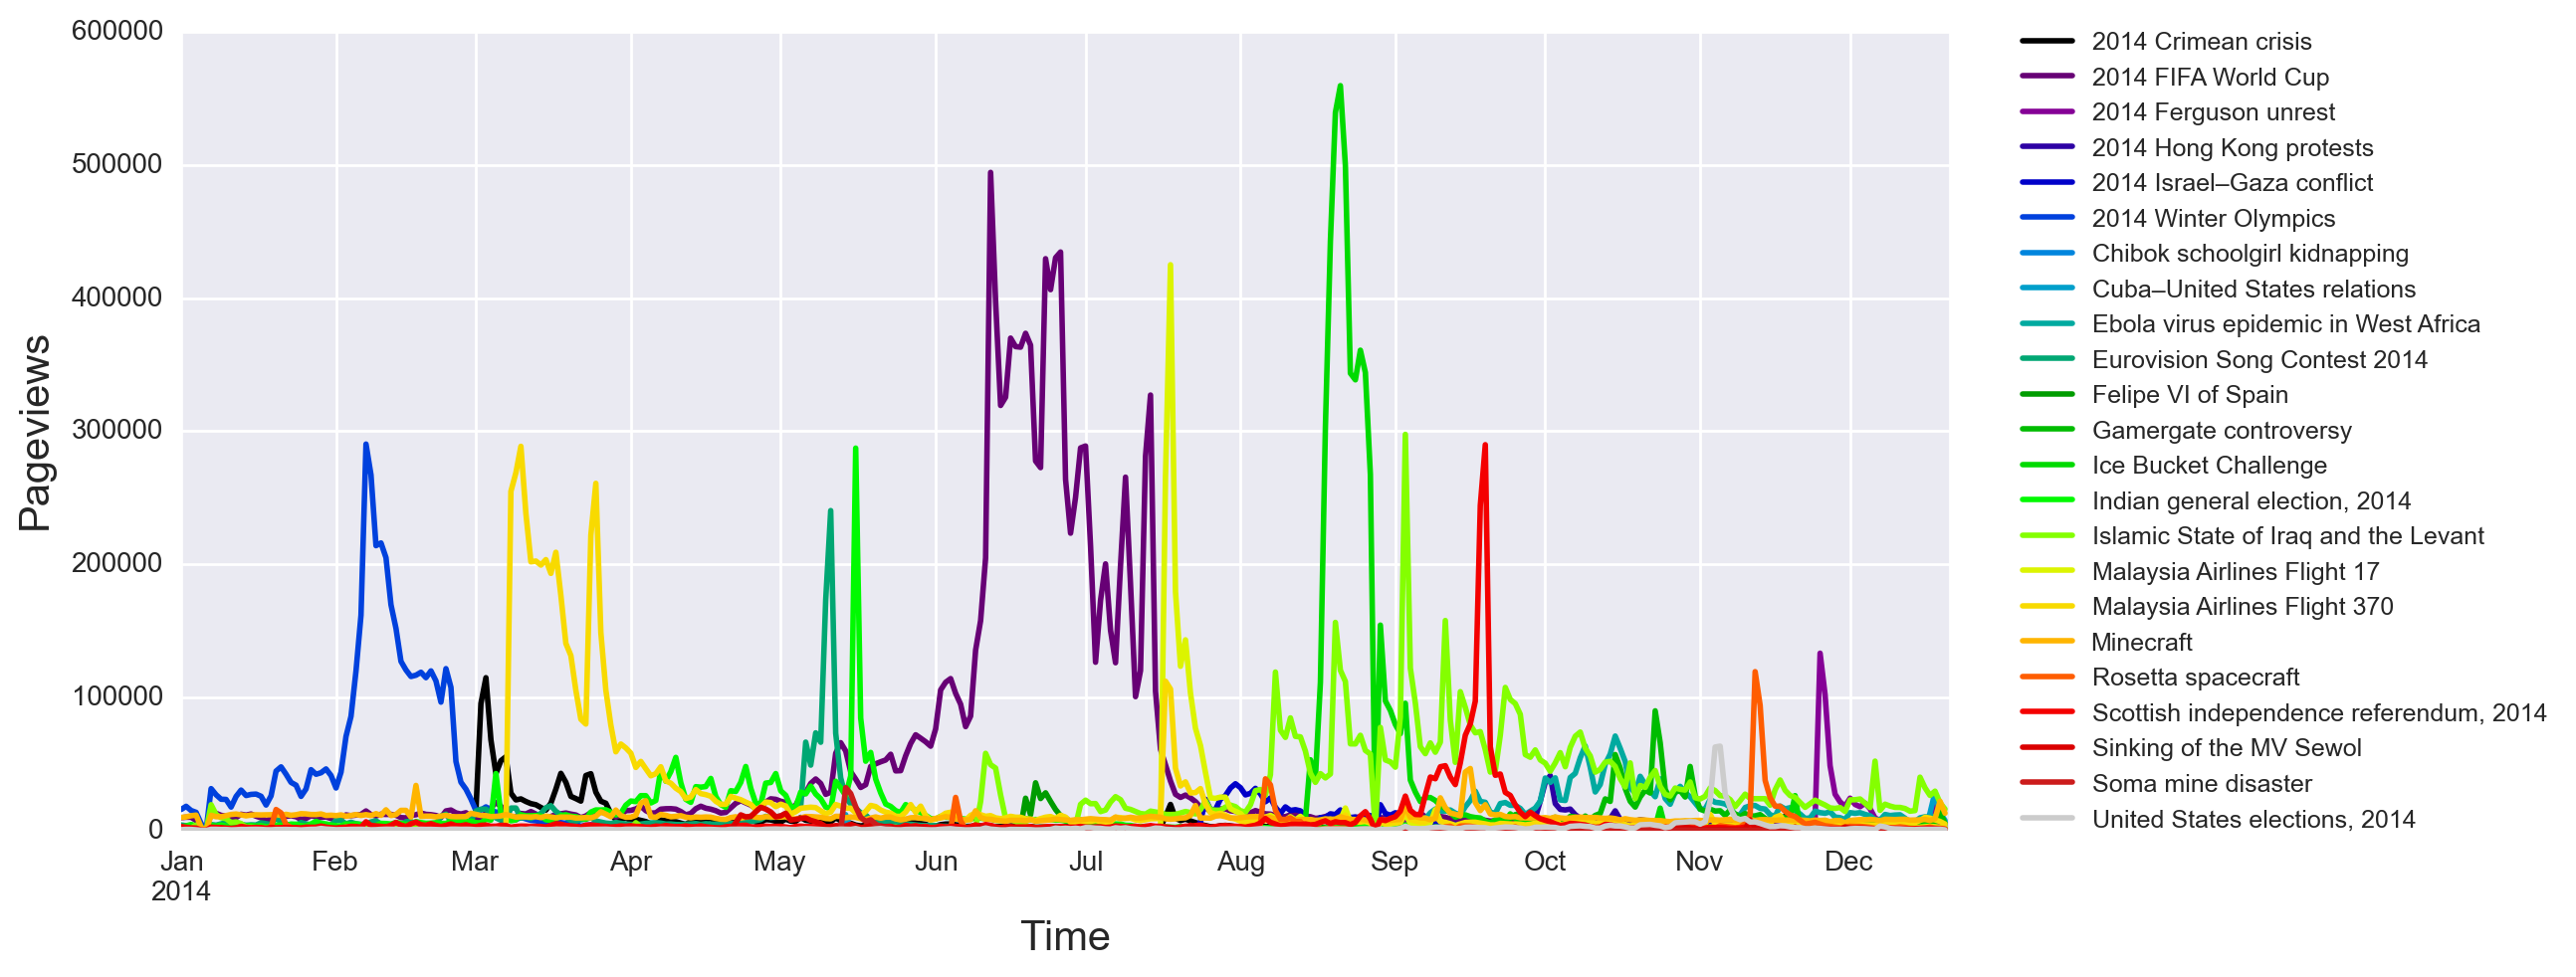 600000
500000
400000
300000
200000
100000
0
Pageviews
Jan
2014
Feb
Mar
Apr
May
Jun
Jul
Aug
Sep
Oct
Nov
Dec
Time
2014 Crimean crisis
2014 FIFA World Cup
2014 Ferguson unrest
2014 Hong Kong protests
2014 Israel–Gaza conflict
2014 Winter Olympics
Chibok schoolgirl kidnapping
Cuba–United States relations
Ebola virus epidemic in West Africa
Eurovision Song Contest 2014
Felipe VI of Spain
Gamergate controversy
Ice Bucket Challenge
Indian general election, 2014
Islamic State of Iraq and the Levant
Malaysia Airlines Flight 17
Malaysia Airlines Flight 370
Minecraft
Rosetta spacecraft
Scottish independence referendum, 2014
Sinking of the MV Sewol
Soma mine disaster
United States elections, 2014